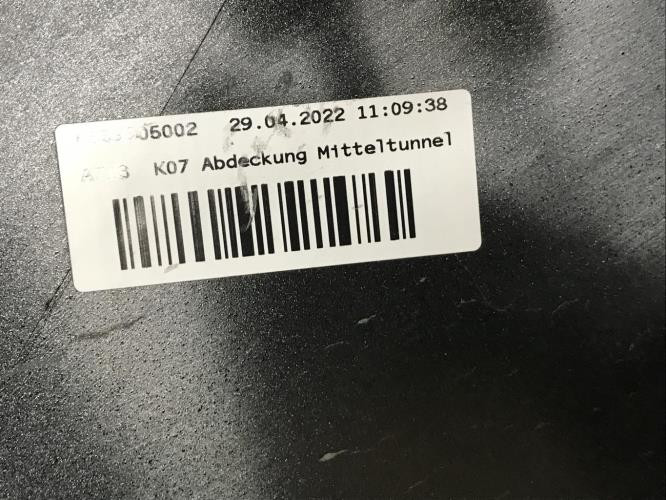 29.04.2022 11:09:38
K07 Abdeckung Mitteltunnel